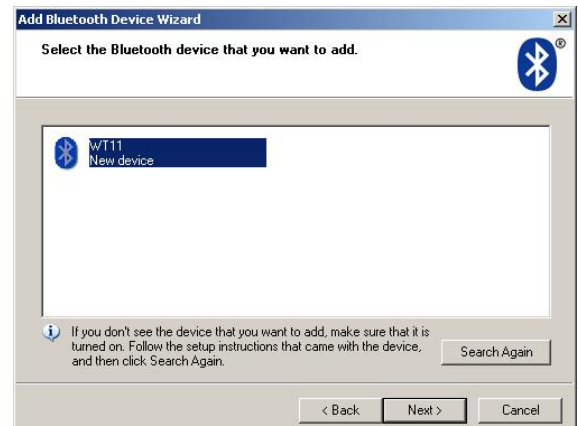 Add Bluetooth Device Wizard
Select the Bluetooth device that you want to add.
®
WT11
New device
If you don't see the device that you want to add, make sure that it is
turned on. Follow the setup instructions that came with the device,
and then click Search Again.
Search Again
< Back
Next >
Cancel